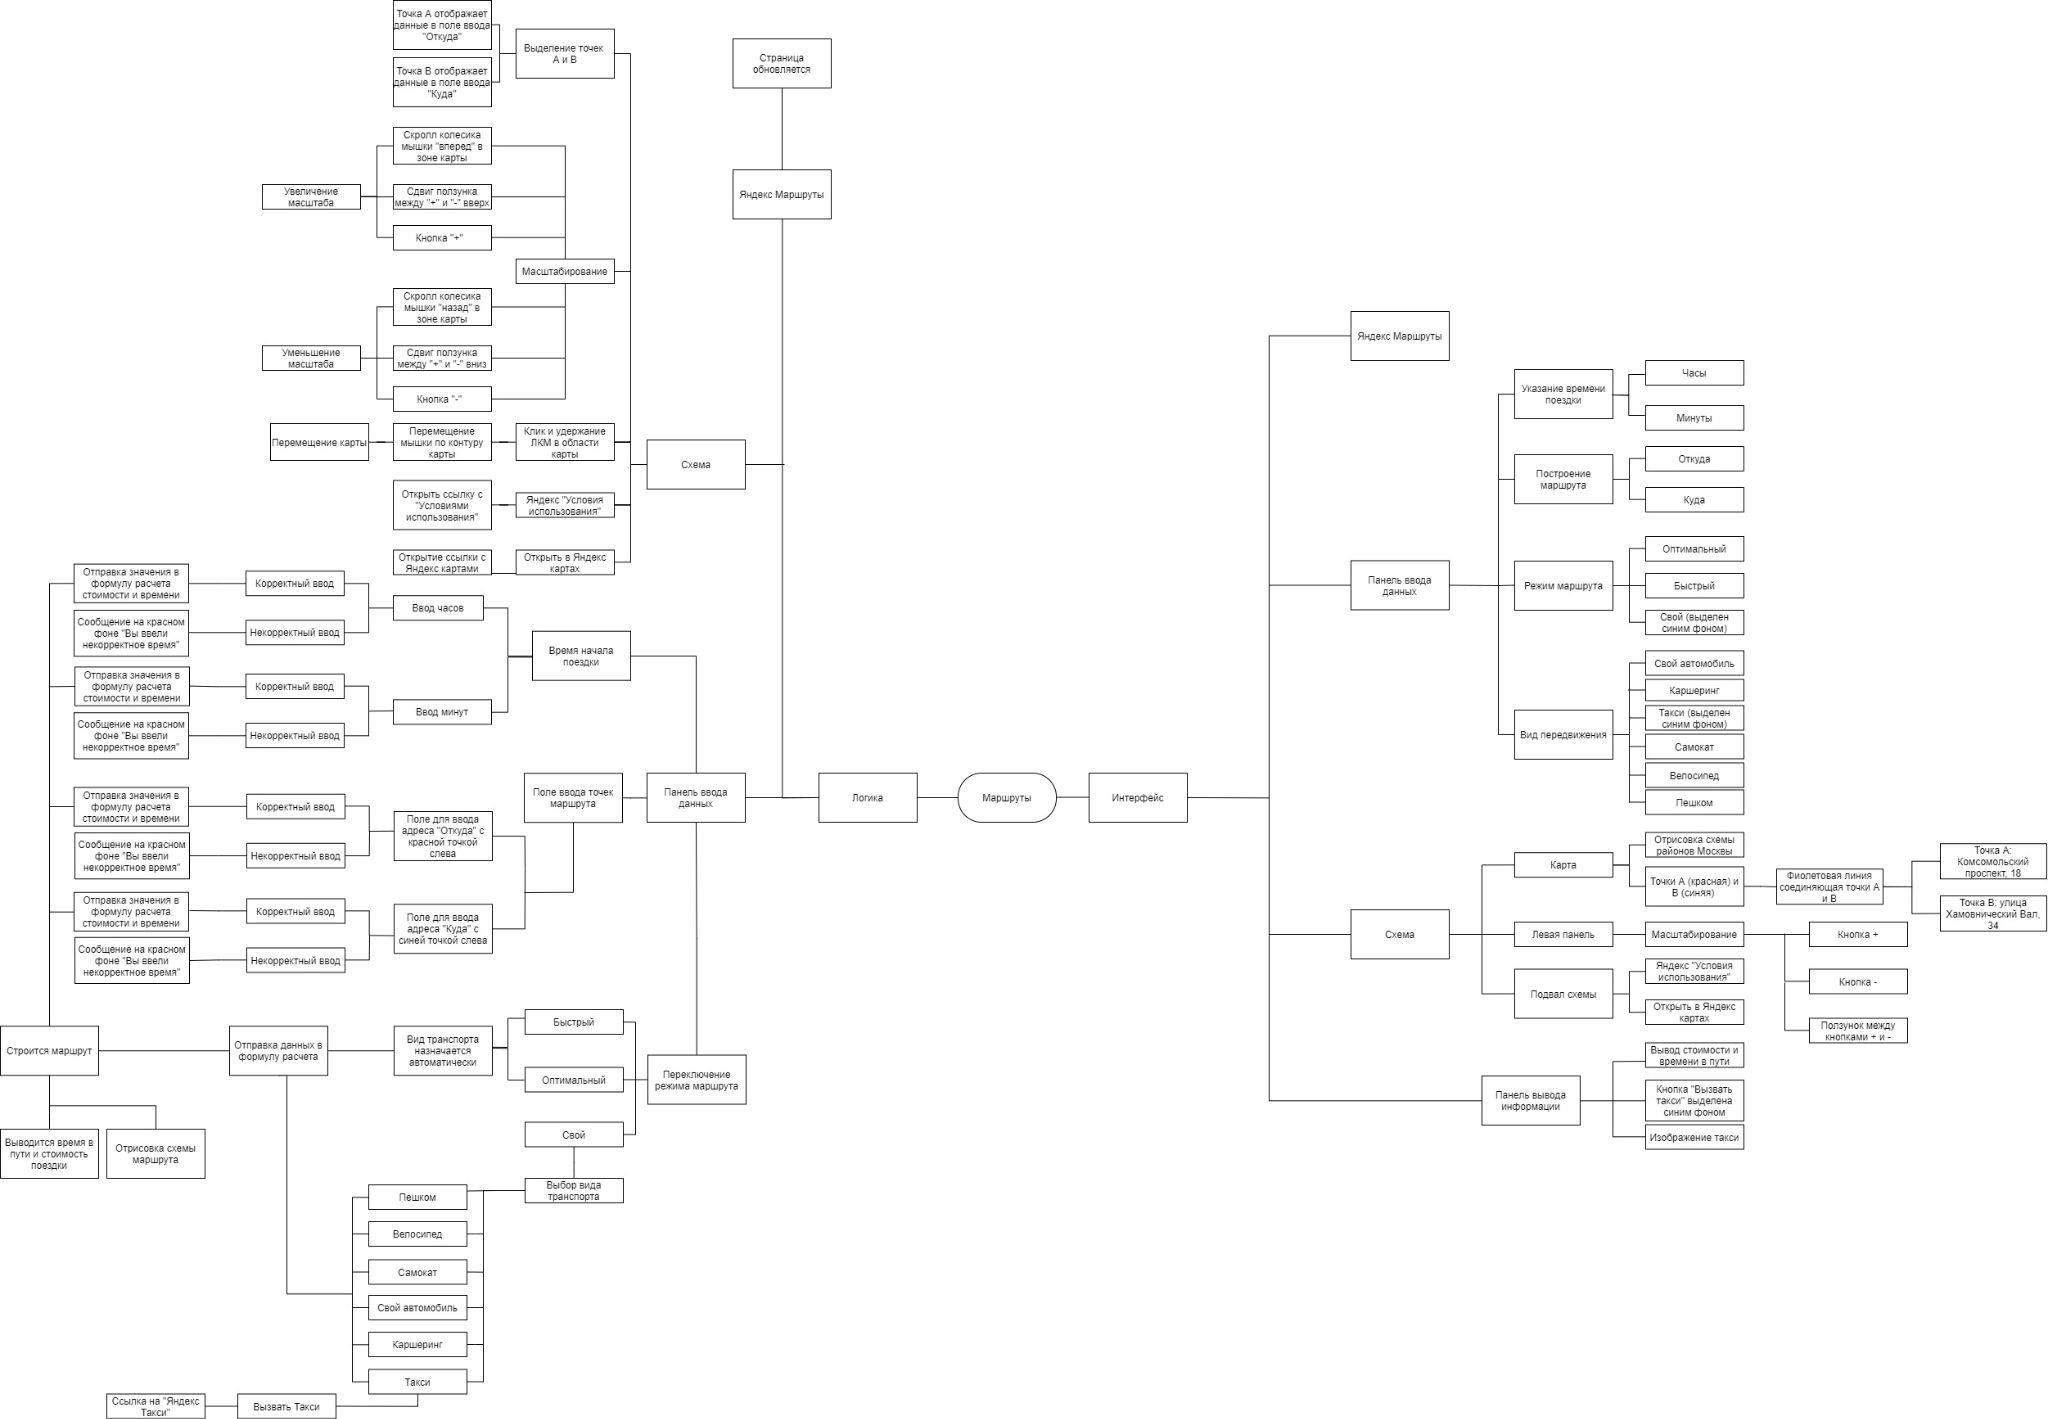 Точка А отображает
данные в поле ввода
"Откуда"
Точка В отображает
данные в поле ввода
"Куда"
Выделение точек
А и В
Скролл колесика
мышки "вперед" в
зоне карты
Увеличение
масштаба
Сдвиг ползунка
между "+" и "-" вверх
Кнопка "+"
Масштабирование
Скролл колесика
мышки "назад" в
зоне карты
Уменьшение
масштаба
Сдвиг ползунка
между "+" и "-" вниз
Кнопка "-"
Перемещение карты
Перемещение
мышки по контуру
карты
Клик и удержание
ЛКМ в области
карты
Схема
Открыть ссылку с
"Условиями
использования"
Яндекс "Условия
использования"
Открытие ссылки с
Яндекс картами
Открыть в Яндекс
картах
Страница
обновляется
Яндекс Маршруты
Отправка значения в
формулу расчета
стоимости и времени
Корректный ввод
Ввод часов
Сообщение на красном
фоне "Вы ввели
некорректное время"
Некорректный ввод
Время начала
поездки
Отправка значения в
формулу расчета
стоимости и времени
Корректный ввод
Ввод минут
Сообщение на красном
фоне "Вы ввели
некорректное время"
Некорректный ввод
Поле ввода точек
маршрута
Панель ввода
данных
Логика
Маршруты
Интерфейс
Отправка значения в
формулу расчета
стоимости и времени
Корректный ввод
Поле для ввода
адреса "Откуда" с
красной точкой
слева
Сообщение на красном
фоне "Вы ввели
некорректное время"
Некорректный ввод
Отправка значения в
формулу расчета
стоимости и времени
Корректный ввод
Поле для ввода
адреса "Куда" с
синей точкой слева
Сообщение на красном
фоне "Вы ввели
некорректное время"
Некорректный ввод
Строится маршрут
Отправка данных в
формулу расчета
Вид транспорта
назначается
автоматически
Быстрый
Оптимальный
Переключение
режима маршрута
Свой
Выбор вида
транспорта
Выводится время в
пути и стоимость
поездки
Отрисовка схемы
маршрута
Пешком
Велосипед
Самокат
Свой автомобиль
Каршеринг
Такси
Ссылка на "Яндекс
Такси"
Вызвать Такси
Яндекс Маршруты
Указание времени
поездки
Часы
Минуты
Построение
маршрута
Откуда
Куда
Панель ввода
данных
Режим маршрута
Оптимальный
Быстрый
Свой (выделен
синим фоном)
Вид передвижения
Свой автомобиль
Каршеринг
Такси (выделен
синим фоном)
Самокат
Велосипед
Пешком
Схема
Карта
Отрисовка схемы
районов Москвы
Точки А (красная) и
В (синяя)
Фиолетовая линия
соединяющая точки А
и В
Точка А:
Комсомольский
проспект, 18
Точка В: улица
Хамовнический Вал,
34
Левая панель
Масштабирование
Кнопка +
Кнопка -
Ползунок между
кнопками + и -
Подвал схемы
Яндекс "Условия
использования"
Открыть в Яндекс
картах
Панель вывода
информации
Вывод стоимости и
времени в пути
Кнопка "Вызвать
такси" выделена
синим фоном
Изображение такси